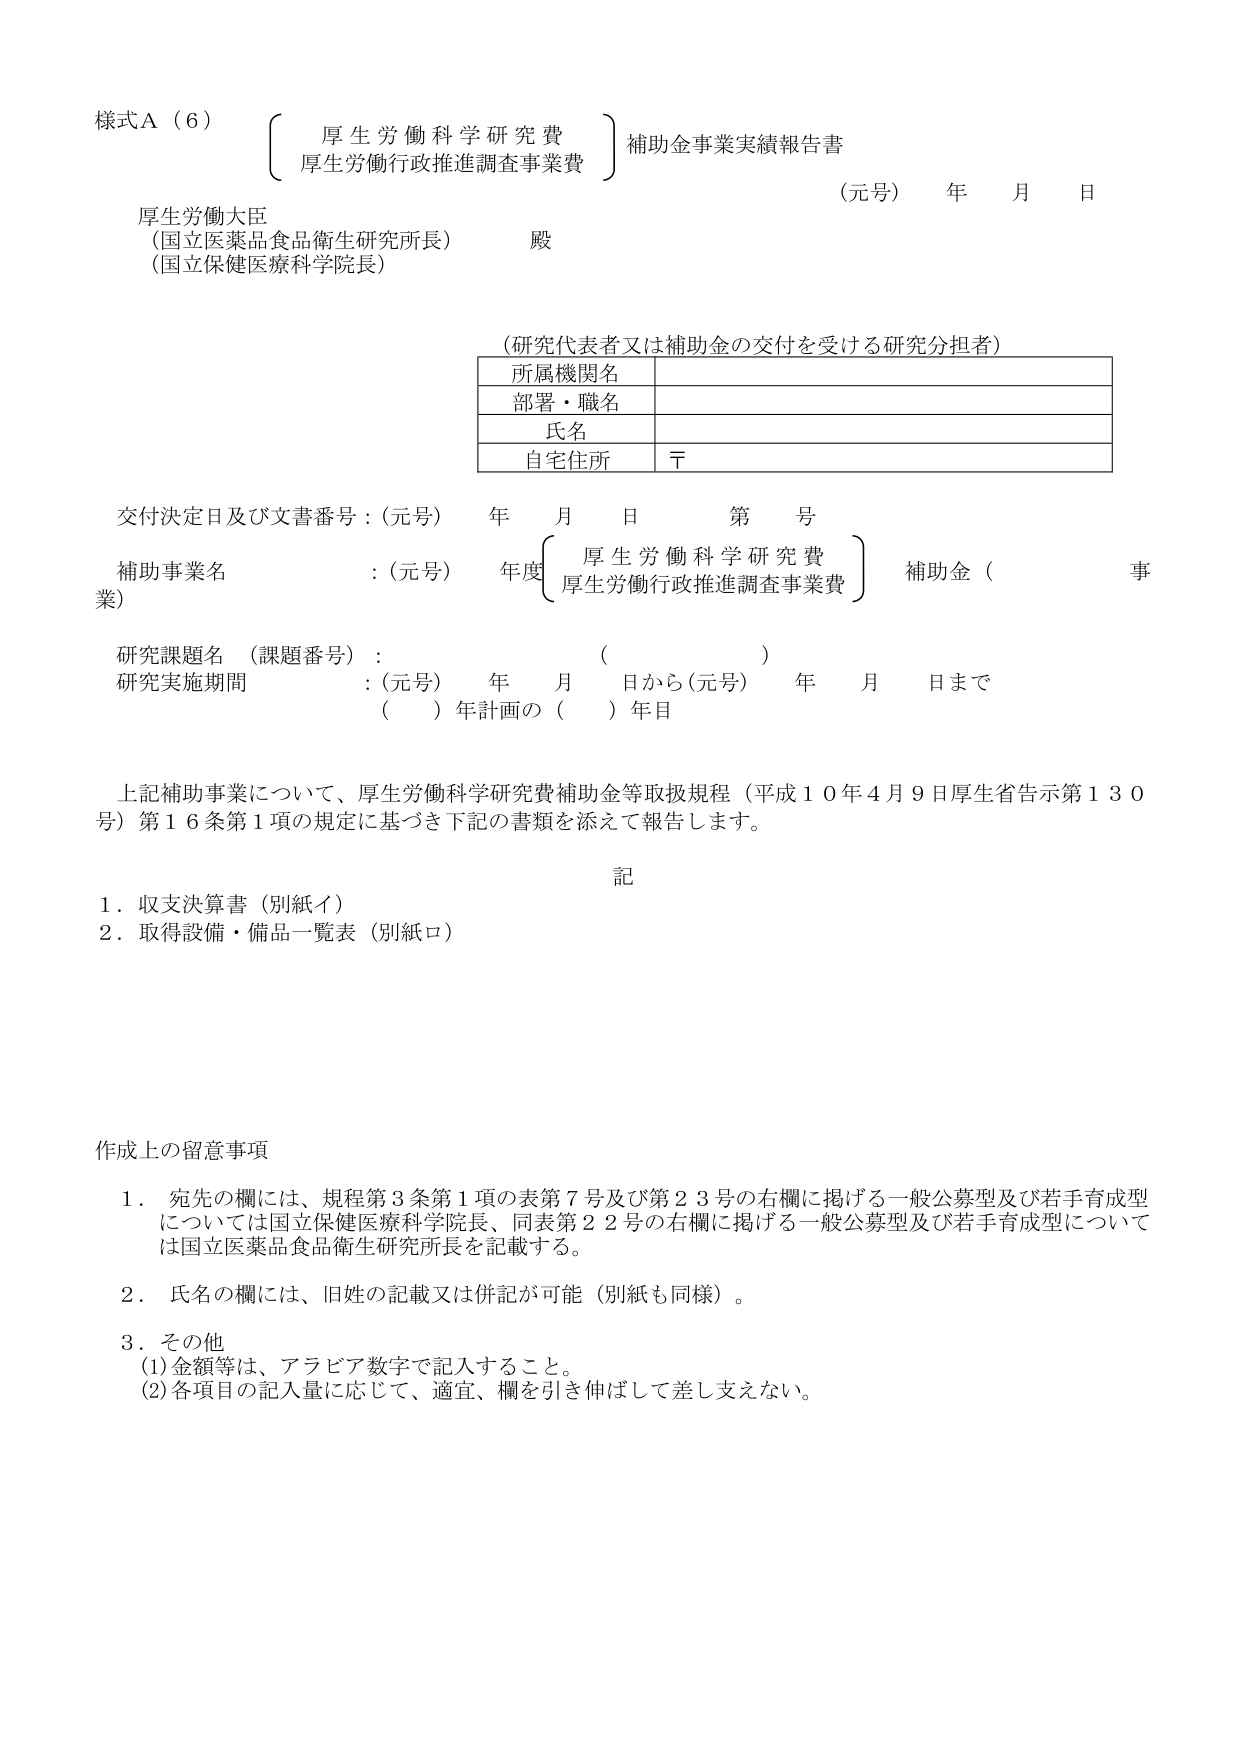 様式Ａ（６）
厚生労働科学研究費
厚生労働行政推進調査事業費
補助金事業実績報告書
（元号）　　年　　月　　日
厚生労働大臣
（国立医薬品食品衛生研究所長）　　　殿
（国立保健医療科学院長）
（研究代表者又は補助金の交付を受ける研究分担者）
所属機関名
部署・職名
氏名
自宅住所　〒
交付決定日及び文書番号：（元号）　　年　　月　　日　　　　第　　号
厚生労働科学研究費
補助事業名　　　　　　：（元号）　　年度　厚生労働行政推進調査事業費　補助金（　　　　　　事
業）
研究課題名　（課題番号）：　　　　　　　　　　（　　　　　　　）
研究実施期間　　　　　：（元号）　　年　　月　　日から（元号）　　年　　月　　日まで
（　　）年計画の（　　）年目
上記補助事業について、厚生労働科学研究費補助金等取扱規程（平成１０年４月９日厚生省告示第１３０
号）第１６条第１項の規定に基づき下記の書類を添えて報告します。
記
１．収支決算書（別紙イ）
２．取得設備・備品一覧表（別紙ロ）
作成上の留意事項
１．　宛先の欄には、規程第３条第１項の表第７号及び第２３号の右欄に掲げる一般公募型及び若手育成型
については国立保健医療科学院長、同表第２２号の右欄に掲げる一般公募型及び若手育成型について
は国立医薬品食品衛生研究所長を記載する。
２．　氏名の欄には、旧姓の記載又は併記が可能（別紙も同様）。
３．その他
(1)金額等は、アラビア数字で記入すること。
(2)各項目の記入量に応じて、適宜、欄を引き伸ばして差し支えない。